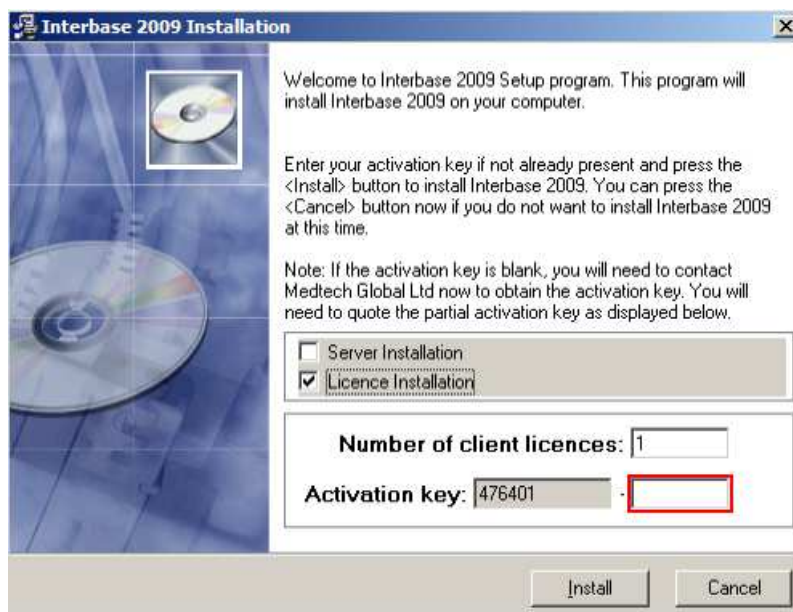 Interbase 2009 Installation
Welcome to Interbase 2009 Setup program. This program will
install Interbase 2009 on your computer.
Enter your activation key if not already present and press the
<Install> button to install Interbase 2009. You can press the
<Cancel> button now if you do not want to install Interbase 2009
at this time.
Note: If the activation key is blank, you will need to contact
Medtech Global Ltd now to obtain the activation key. You will
need to quote the partial activation key as displayed below.
Server Installation
Licence Installation
Number of client licences: 1
Activation key: 476401 -
Install Cancel